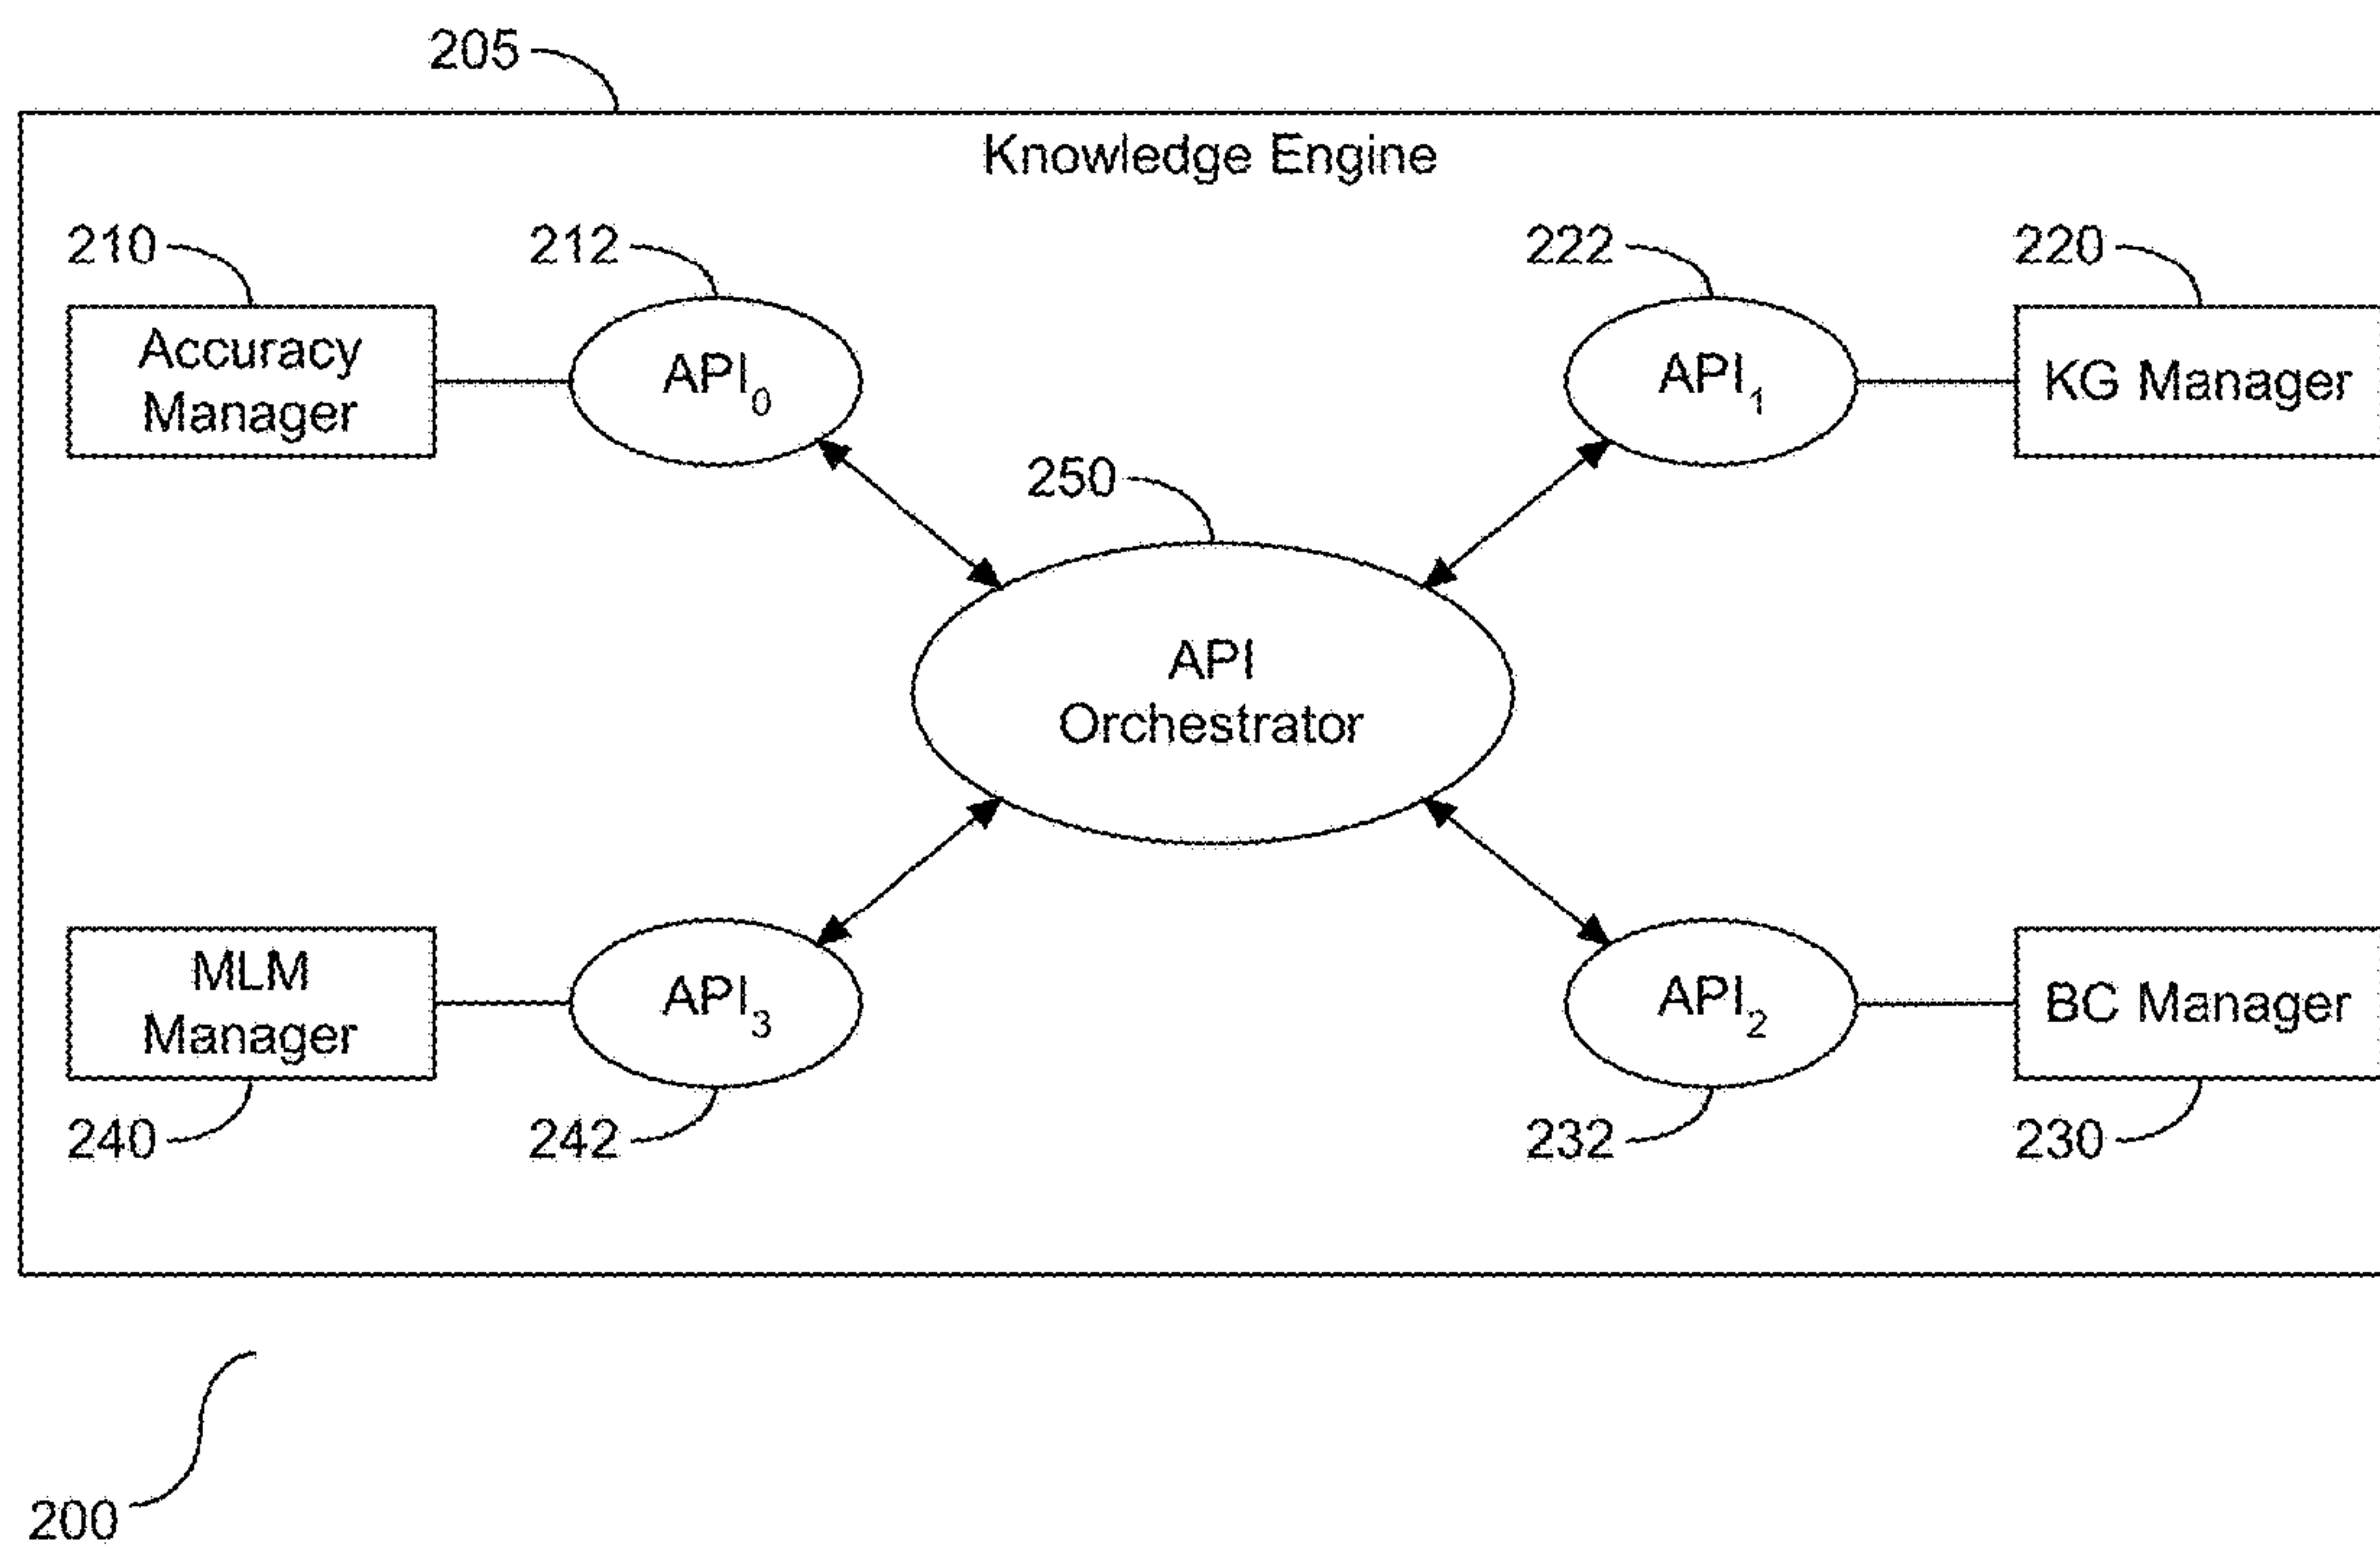 205
Knowledge Engine
210
212
222
220
Accuracy
Manager
API₀
API₁
KG Manager
250
API
Orchestrator
MLM
Manager
API₃
API₂
BC Manager
240
242
232
230
200